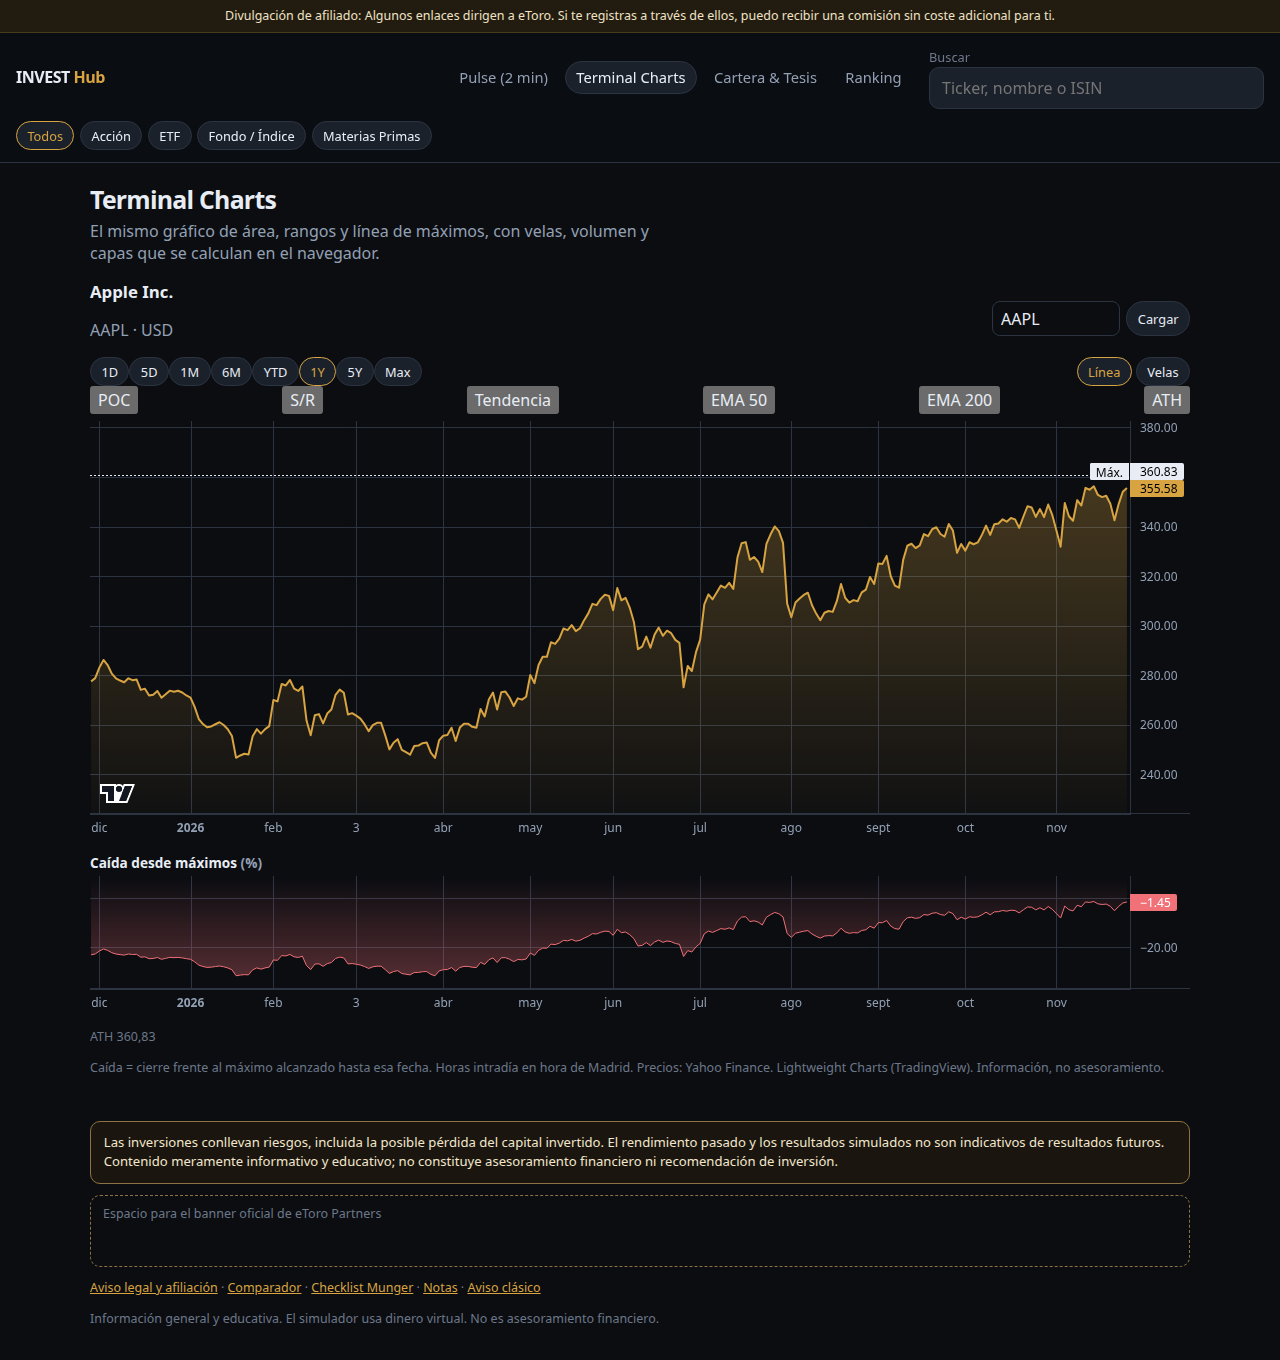 Divulgación de afiliado: Algunos enlaces dirigen a eToro. Si te registras a través de ellos, puedo recibir una comisión sin coste adicional para ti.
INVEST Hub
Pulse (2 min)
Terminal Charts
Cartera & Tesis
Ranking
Buscar
Ticker, nombre o ISIN
Todos
Acción
ETF
Fondo / Índice
Materias Primas
Terminal Charts
El mismo gráfico de área, rangos y línea de máximos, con velas, volumen y
capas que se calculan en el navegador.
Apple Inc.
AAPL · USD
AAPL
Cargar
1D
5D
1M
6M
YTD
1Y
5Y
Max
Línea
Velas
POC
S/R
Tendencia
EMA 50
EMA 200
ATH
380.00
Máx.
360.83
355.58
340.00
320.00
300.00
280.00
260.00
240.00
dic
2026
feb
3
abr
may
jun
jul
ago
sept
oct
nov
Caída desde máximos (%)
−1.45
−20.00
dic
2026
feb
3
abr
may
jun
jul
ago
sept
oct
nov
ATH 360,83
Caída = cierre frente al máximo alcanzado hasta esa fecha. Horas intradía en hora de Madrid. Precios: Yahoo Finance. Lightweight Charts (TradingView). Información, no asesoramiento.
Las inversiones conllevan riesgos, incluida la posible pérdida del capital invertido. El rendimiento pasado y los resultados simulados no son indicativos de resultados futuros.
Contenido meramente informativo y educativo; no constituye asesoramiento financiero ni recomendación de inversión.
Espacio para el banner oficial de eToro Partners
Aviso legal y afiliación · Comparador · Checklist Munger · Notas · Aviso clásico
Información general y educativa. El simulador usa dinero virtual. No es asesoramiento financiero.